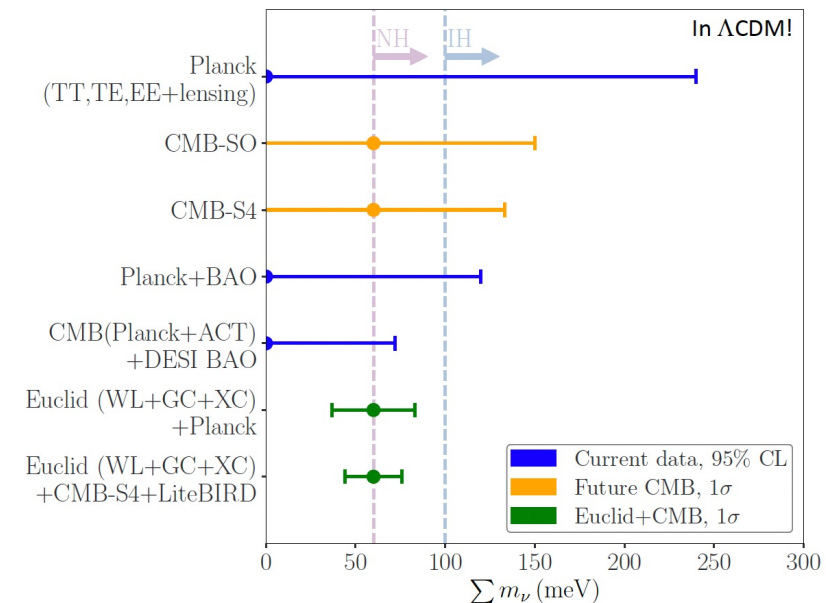 In ΛCDM!
NH
IH
Planck
(TT,TE,EE+lensing)
CMB-SO
CMB-S4
Planck+BAO
CMB(Planck+ACT)
+DESI BAO
Euclid (WL+GC+XC)
+Planck
Euclid (WL+GC+XC)
+CMB-S4+LiteBIRD
Current data, 95% CL
Future CMB, 1σ
Euclid+CMB, 1σ
0 50 100 150 200 250 300
∑ mν (meV)